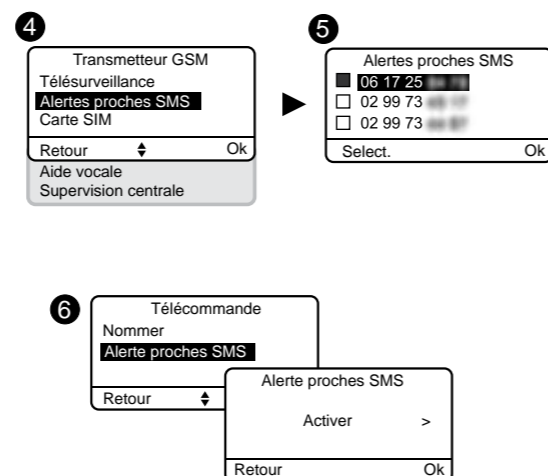 4
Transmetteur GSM
Télésurveillance
Alertes proches SMS
Carte SIM
Retour Ok
Aide vocale
Supervision centrale
5
Alertes proches SMS
06 17 25
02 99 73
02 99 73
Select. Ok
6
Télécommande
Nommer
Alerte proches SMS
Retour
Alerte proches SMS
Activer >
Retour Ok